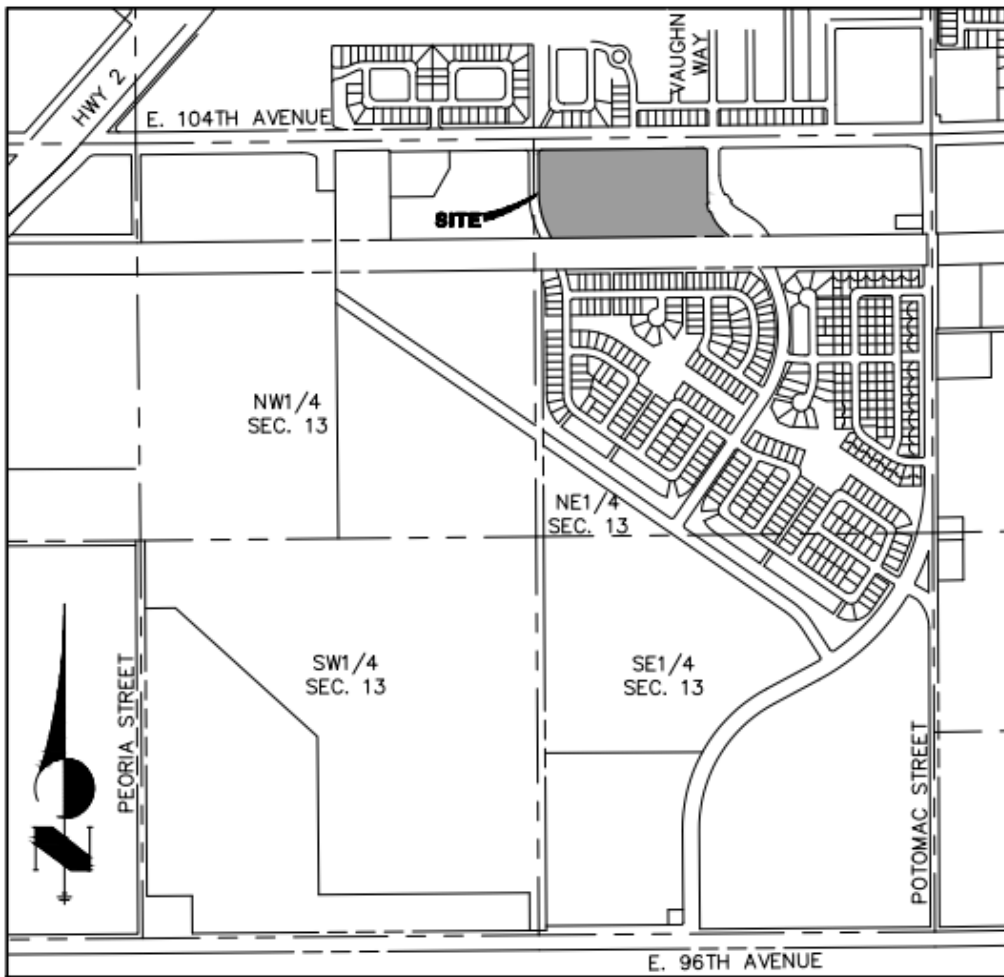 VAUGHN
WAY
HWY 2
E. 104TH AVENUE
SITE
NW1/4
SEC. 13
NE1/4
SEC. 13
SW1/4
SEC. 13
SE1/4
SEC. 13
PEORIA STREET
POTOMAC STREET
N
E. 96TH AVENUE